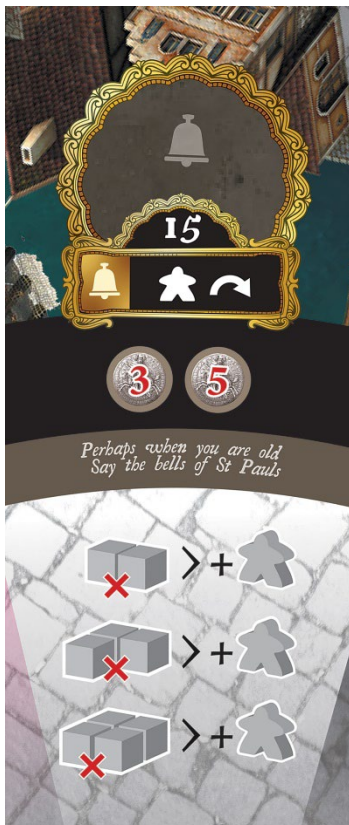 15
3 5
Perhaps when you are old
Say the bells of St Pauls
> +
> +
> +